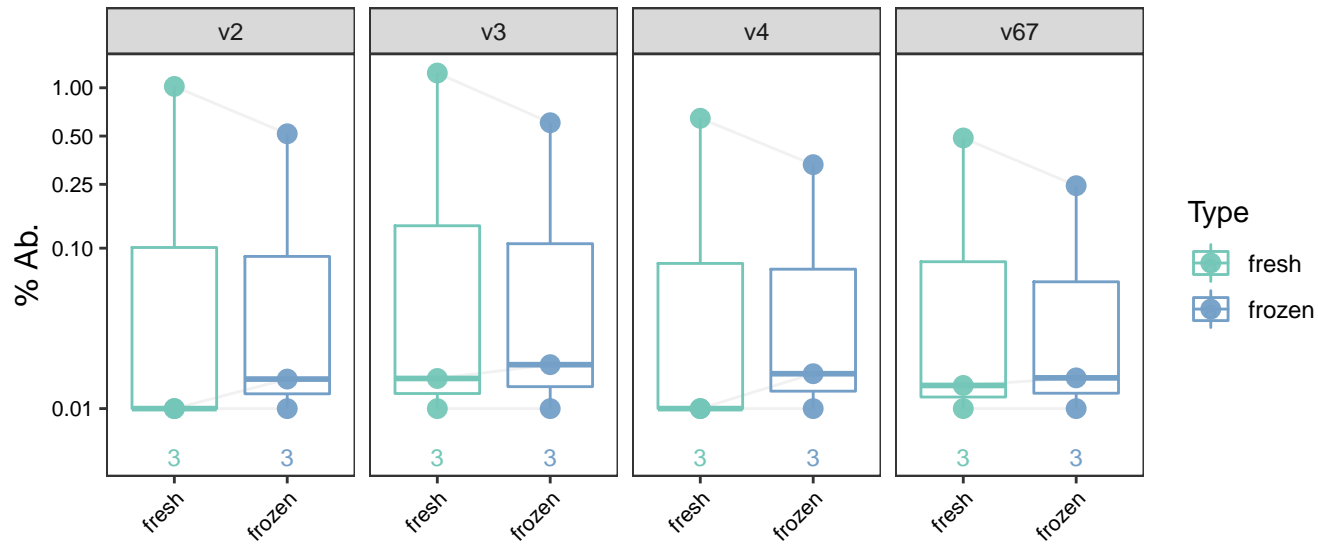 v2 v3 v4 v67
% Ab.
1.00
0.50
0.25
0.10
0.01
3 3 3 3 3 3 3 3
fresh frozen fresh frozen fresh frozen fresh frozen
Type
fresh
frozen